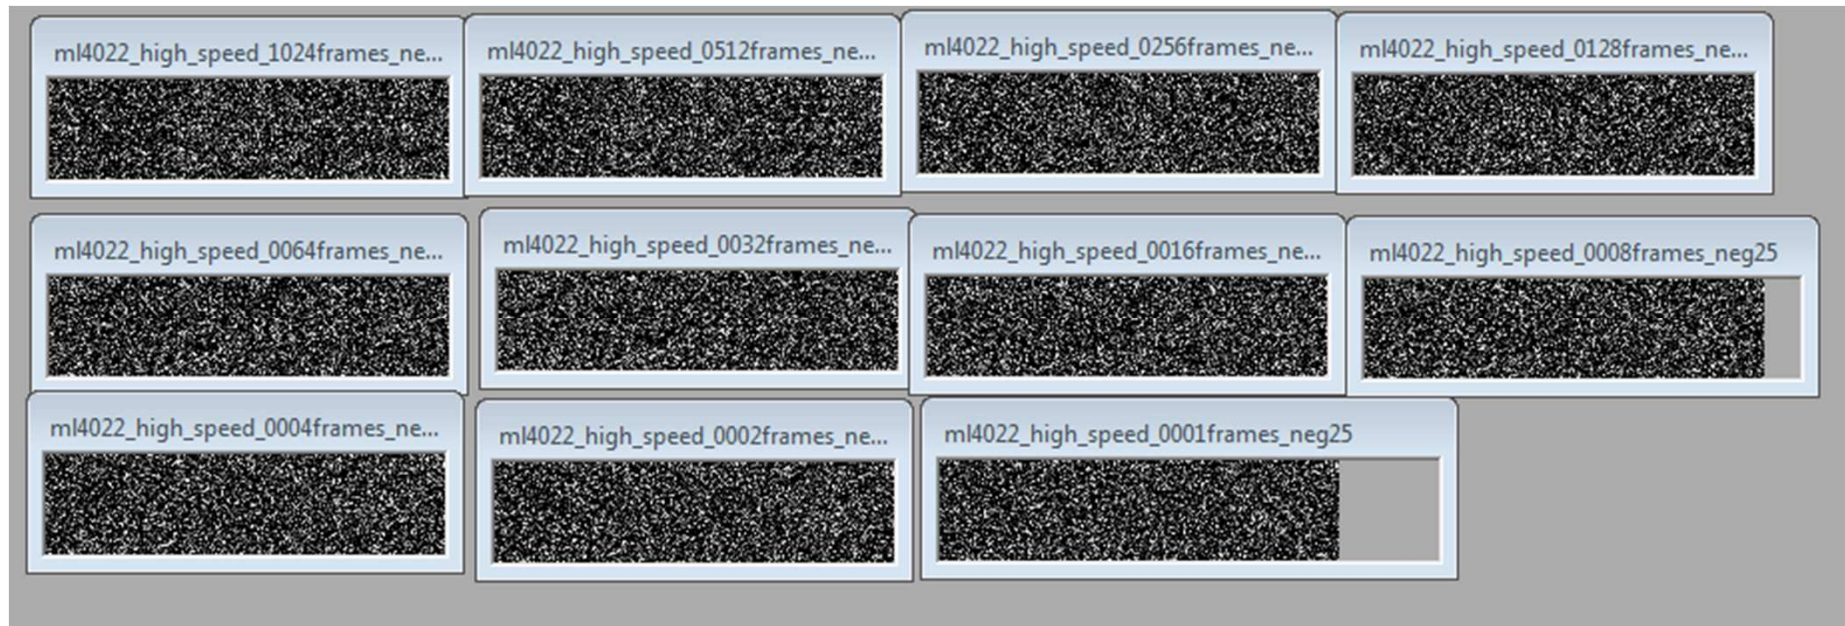 ml4022_high_speed_1024frames_ne...
ml4022_high_speed_0512frames_ne...
ml4022_high_speed_0256frames_ne...
ml4022_high_speed_0128frames_ne...
ml4022_high_speed_0064frames_ne...
ml4022_high_speed_0032frames_ne...
ml4022_high_speed_0016frames_ne...
ml4022_high_speed_0008frames_neg25
ml4022_high_speed_0004frames_ne...
ml4022_high_speed_0002frames_ne...
ml4022_high_speed_0001frames_neg25